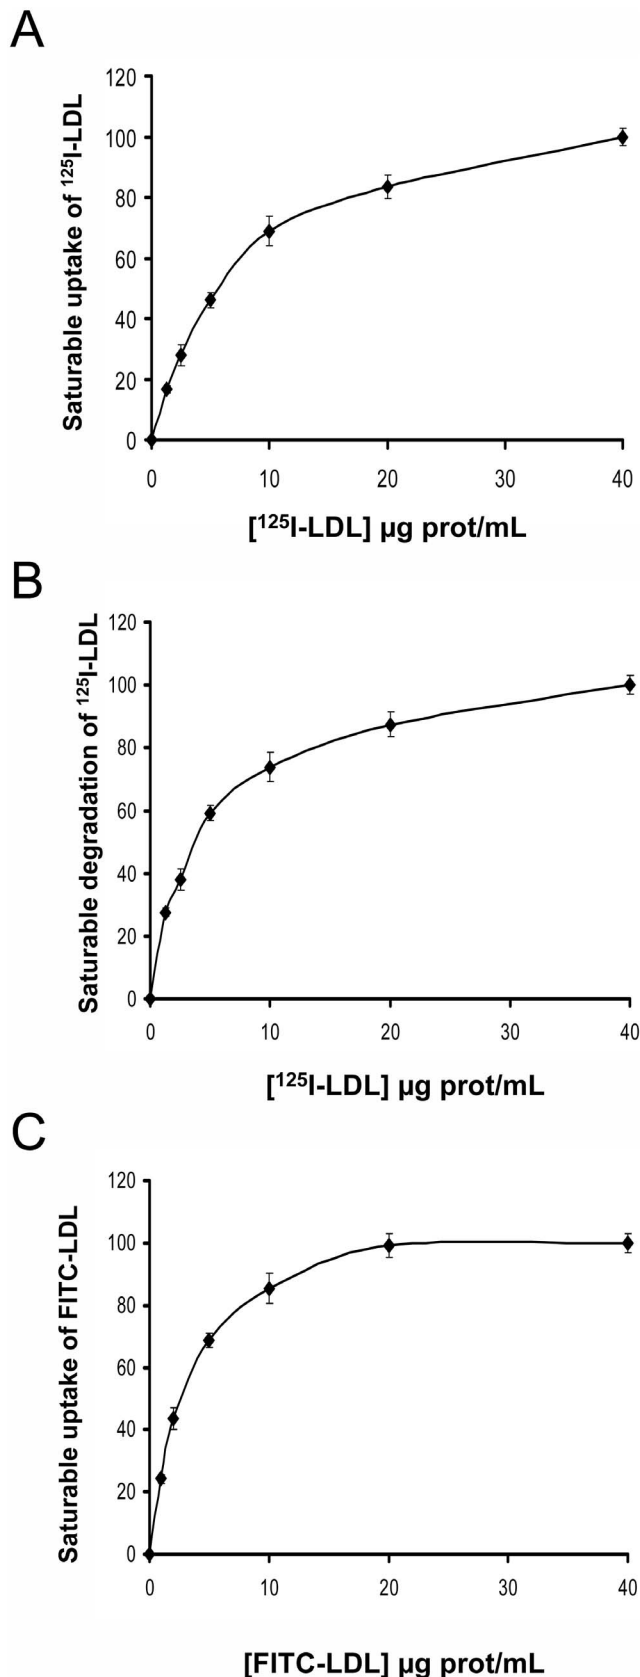 A
Saturable uptake of ¹²⁵I-LDL
120
100
80
60
40
20
0
0 10 20 30 40
[¹²⁵I-LDL] µg prot/mL
B
Saturable degradation of ¹²⁵I-LDL
120
100
80
60
40
20
0
0 10 20 30 40
[¹²⁵I-LDL] µg prot/mL
C
Saturable uptake of FITC-LDL
120
100
80
60
40
20
0
0 10 20 30 40
[FITC-LDL] µg prot/mL